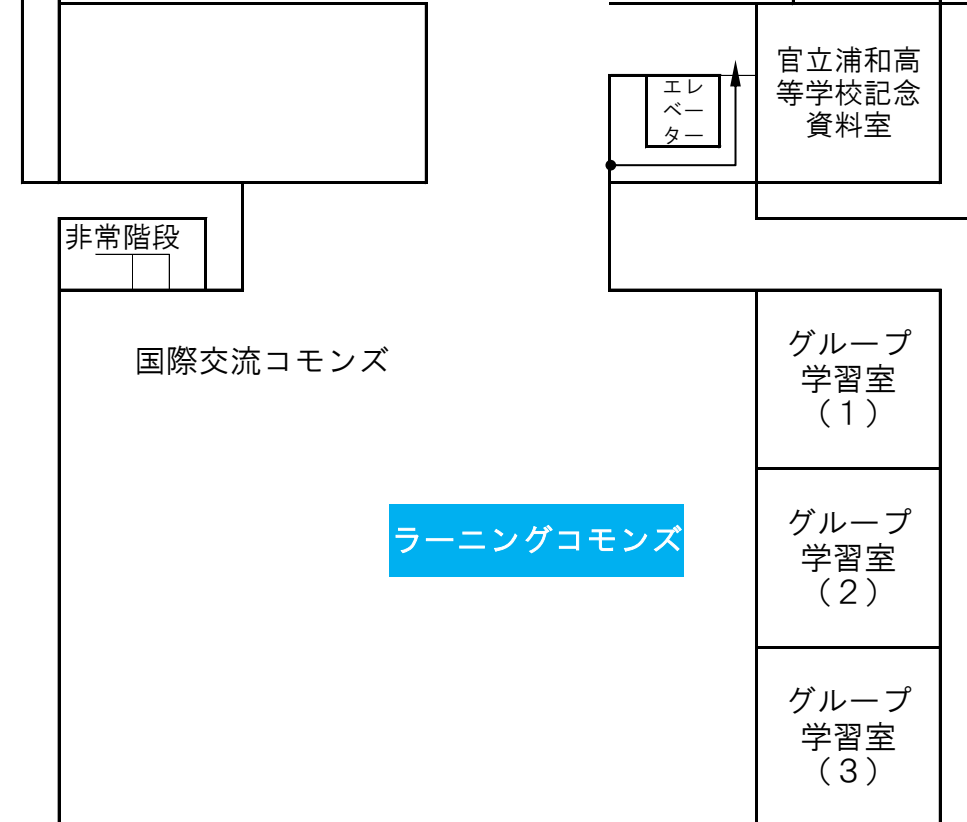 官立浦和高
等学校記念
資料室
エレ
ベー
ター
非常階段
国際交流コモンズ
グループ
学習室
（1）
ラーニングコモンズ
グループ
学習室
（2）
グループ
学習室
（3）